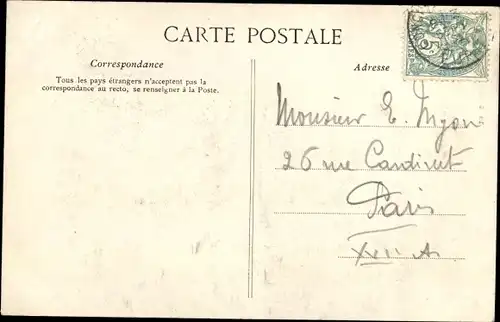 CARTE POSTALE
Correspondance
Tous les pays étrangers n'acceptent pas la
correspondance au recto, se renseigner à la Poste.
Adresse
Monsieur E.
26 rue
Paris